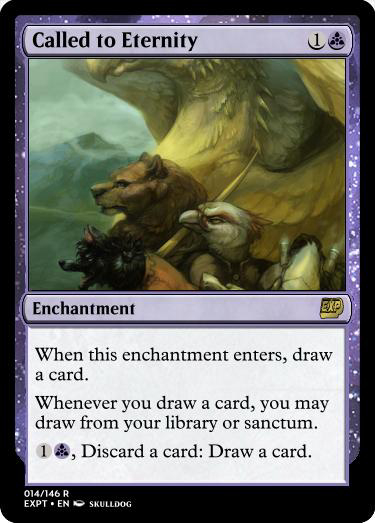 Called to Eternity 1
Enchantment EXP
When this enchantment enters, draw
a card.
Whenever you draw a card, you may
draw from your library or sanctum.
1, Discard a card: Draw a card.
014/146 R
EXPT • EN SKULLDOG